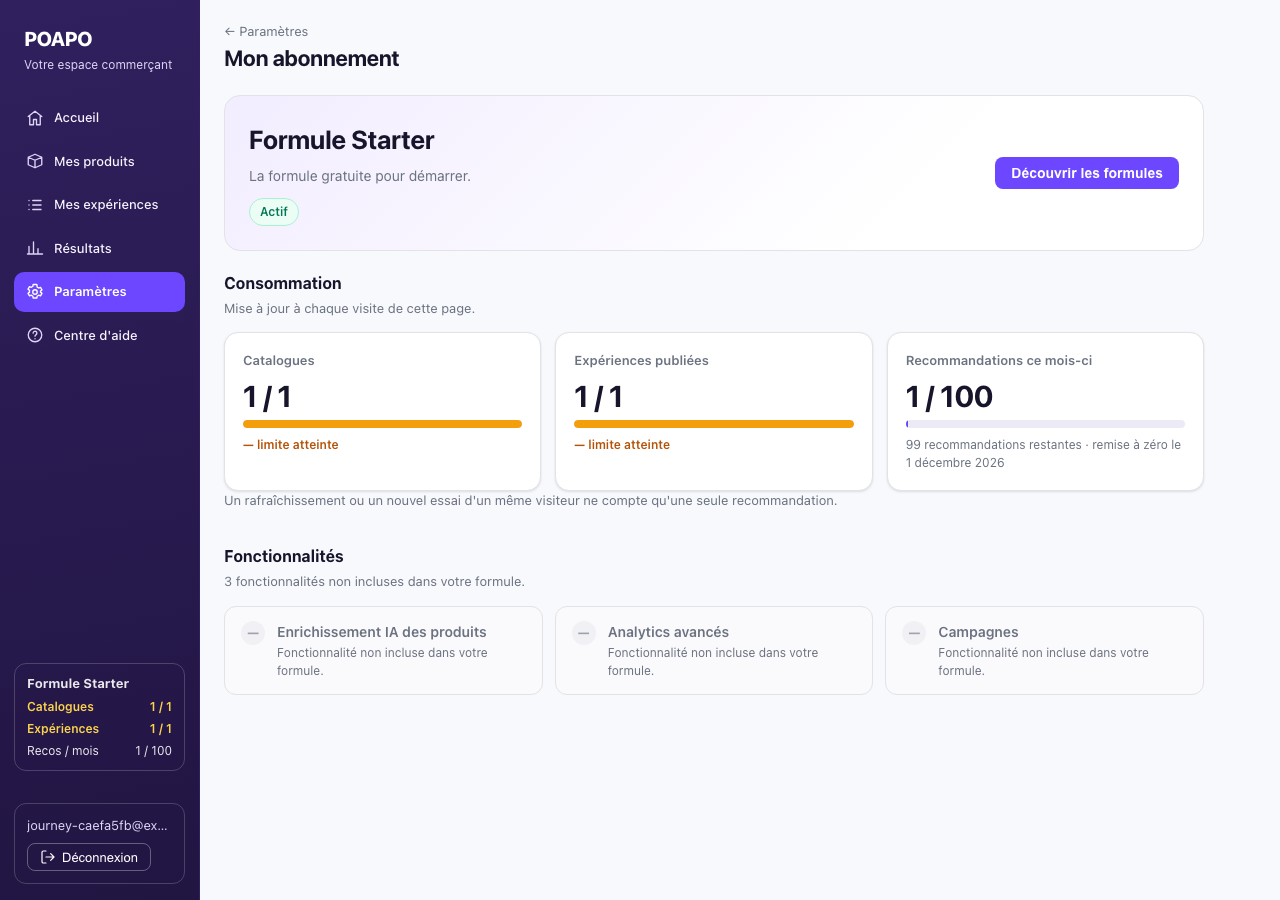 POAPO
Votre espace commerçant
Accueil
Mes produits
Mes expériences
Résultats
Paramètres
Centre d'aide
Formule Starter
Catalogues 1 / 1
Expériences 1 / 1
Recos / mois 1 / 100
journey-caefa5fb@ex...
Déconnexion
← Paramètres
Mon abonnement
Formule Starter
La formule gratuite pour démarrer.
Actif
Découvrir les formules
Consommation
Mise à jour à chaque visite de cette page.
Catalogues
1 / 1
— limite atteinte
Expériences publiées
1 / 1
— limite atteinte
Recommandations ce mois-ci
1 / 100
99 recommandations restantes · remise à zéro le
1 décembre 2026
Un rafraîchissement ou un nouvel essai d'un même visiteur ne compte qu'une seule recommandation.
Fonctionnalités
3 fonctionnalités non incluses dans votre formule.
Enrichissement IA des produits
Fonctionnalité non incluse dans votre
formule.
Analytics avancés
Fonctionnalité non incluse dans votre
formule.
Campagnes
Fonctionnalité non incluse dans votre
formule.